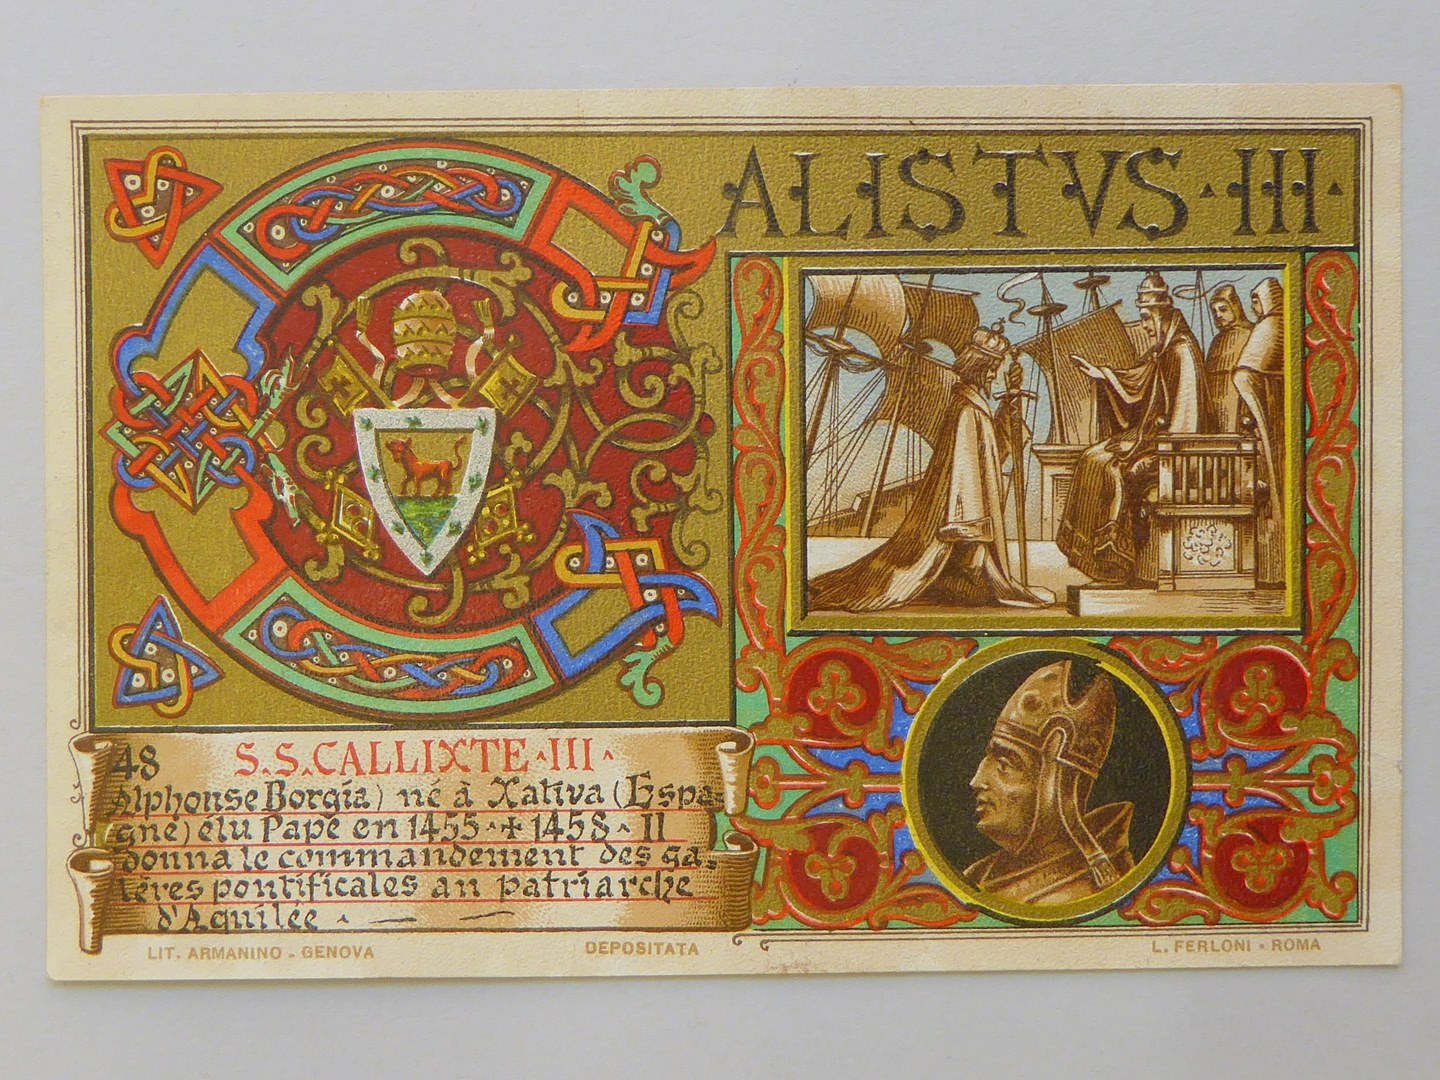 CALISTVS·III·
48 S.S.CALLIXTE·III·
Alphonse Borgia) né à Xativa (Espa-
gne) élu Pape en 1455·✝1458· Il
donna le commandement des ga-
lères pontificales au patriarche
d'Aquilée
LIT. ARMANINO - GENOVA DEPOSITATA L. FERLONI - ROMA